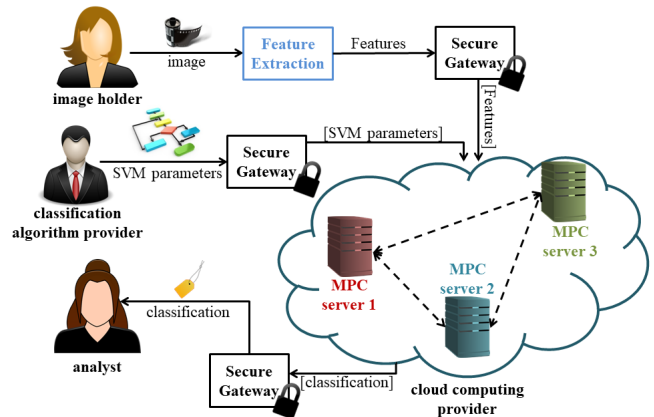 image
image holder
Feature
Extraction
Features
Secure
Gateway
[Features]
SVM parameters
classification
algorithm provider
Secure
Gateway
[SVM parameters]
MPC
server 1
MPC
server 2
MPC
server 3
cloud computing
provider
[classification]
Secure
Gateway
classification
analyst